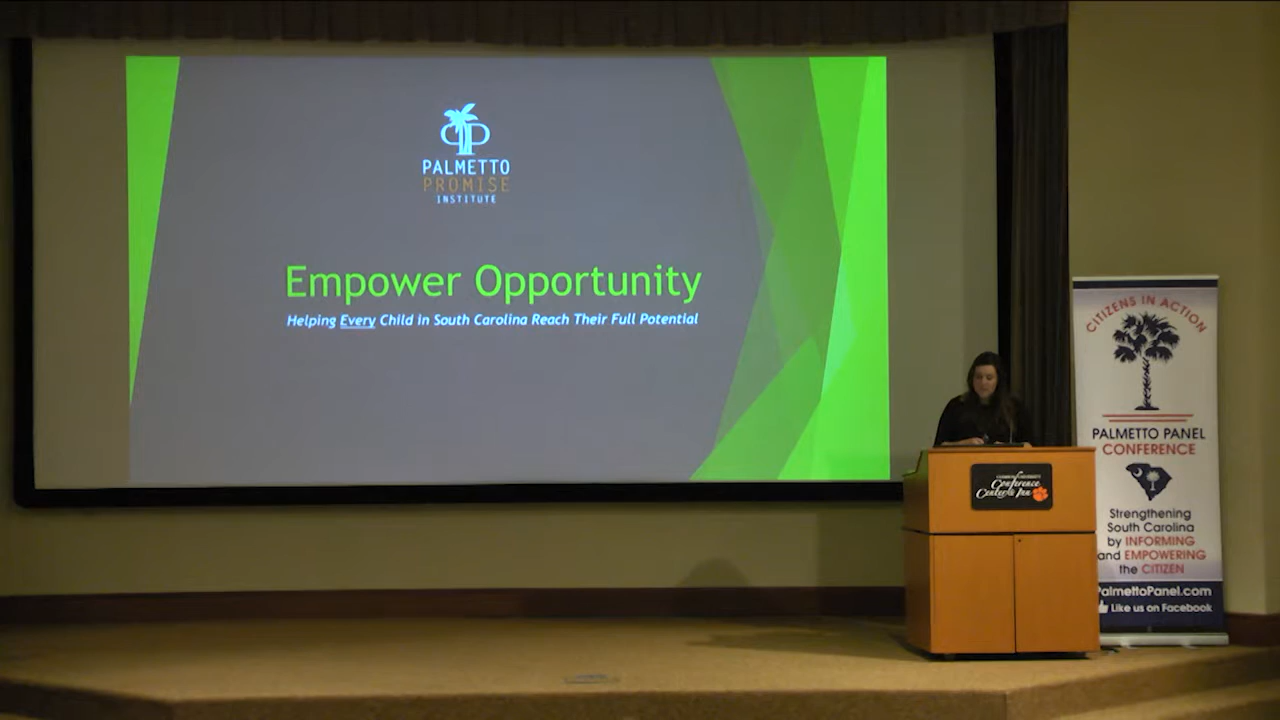 PALMETTO
PROMISE
INSTITUTE
Empower Opportunity
Helping Every Child in South Carolina Reach Their Full Potential
CITIZENS IN ACTION
PALMETTO PANEL
CONFERENCE
Strengthening
South Carolina
by INFORMING
and EMPOWERING
the CITIZEN
PalmettoPanel.com
Like us on Facebook
Conference
Center & Inn